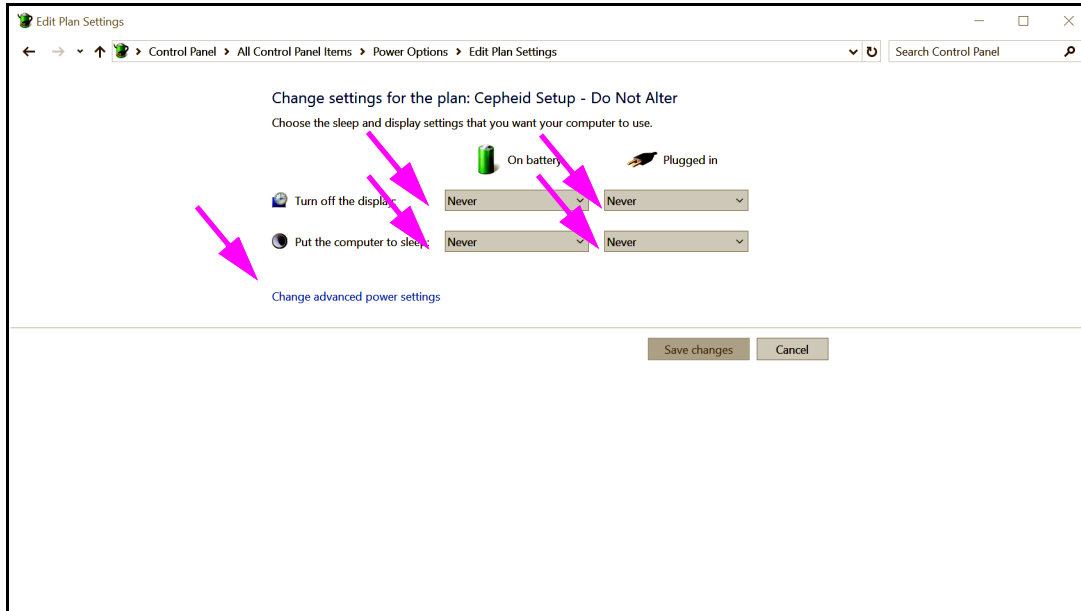 Edit Plan Settings
Control Panel > All Control Panel Items > Power Options > Edit Plan Settings
Search Control Panel
Change settings for the plan: Cepheid Setup - Do Not Alter
Choose the sleep and display settings that you want your computer to use.
On battery
Plugged in
Turn off the display:
Never
Never
Put the computer to sleep:
Never
Never
Change advanced power settings
Save changes
Cancel